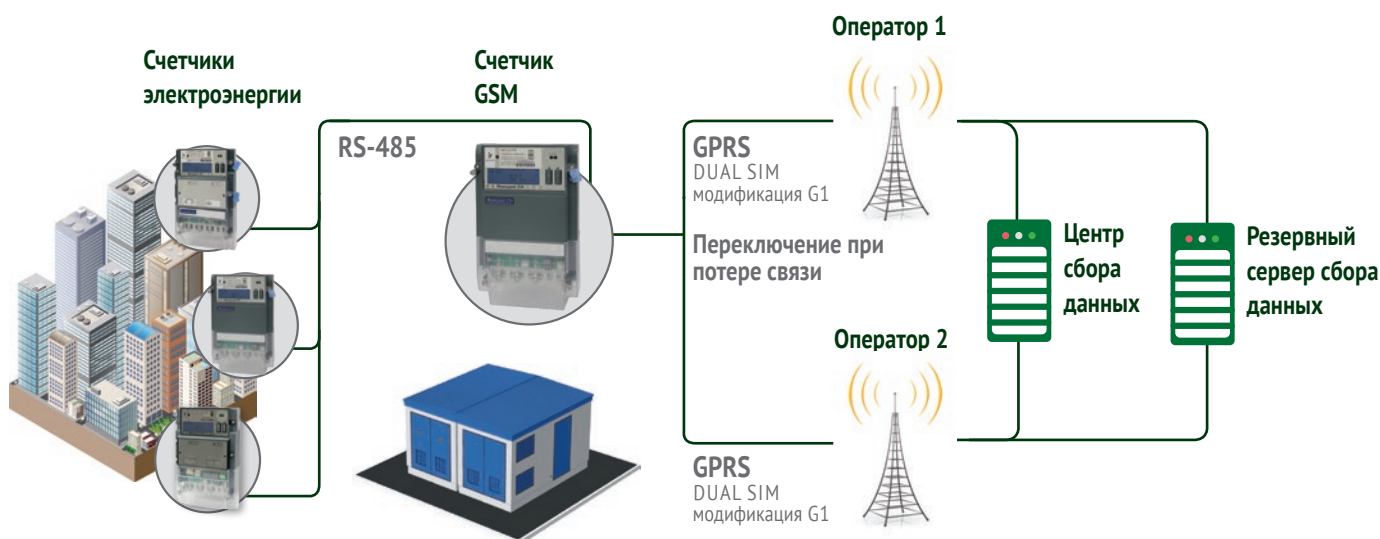 Счетчики
электроэнергии
Счетчик
GSM
Оператор 1
RS-485
GPRS
DUAL SIM
модификация G1
Переключение при
потере связи
Центр
сбора
данных
Резервный
сервер сбора
данных
Оператор 2
GPRS
DUAL SIM
модификация G1